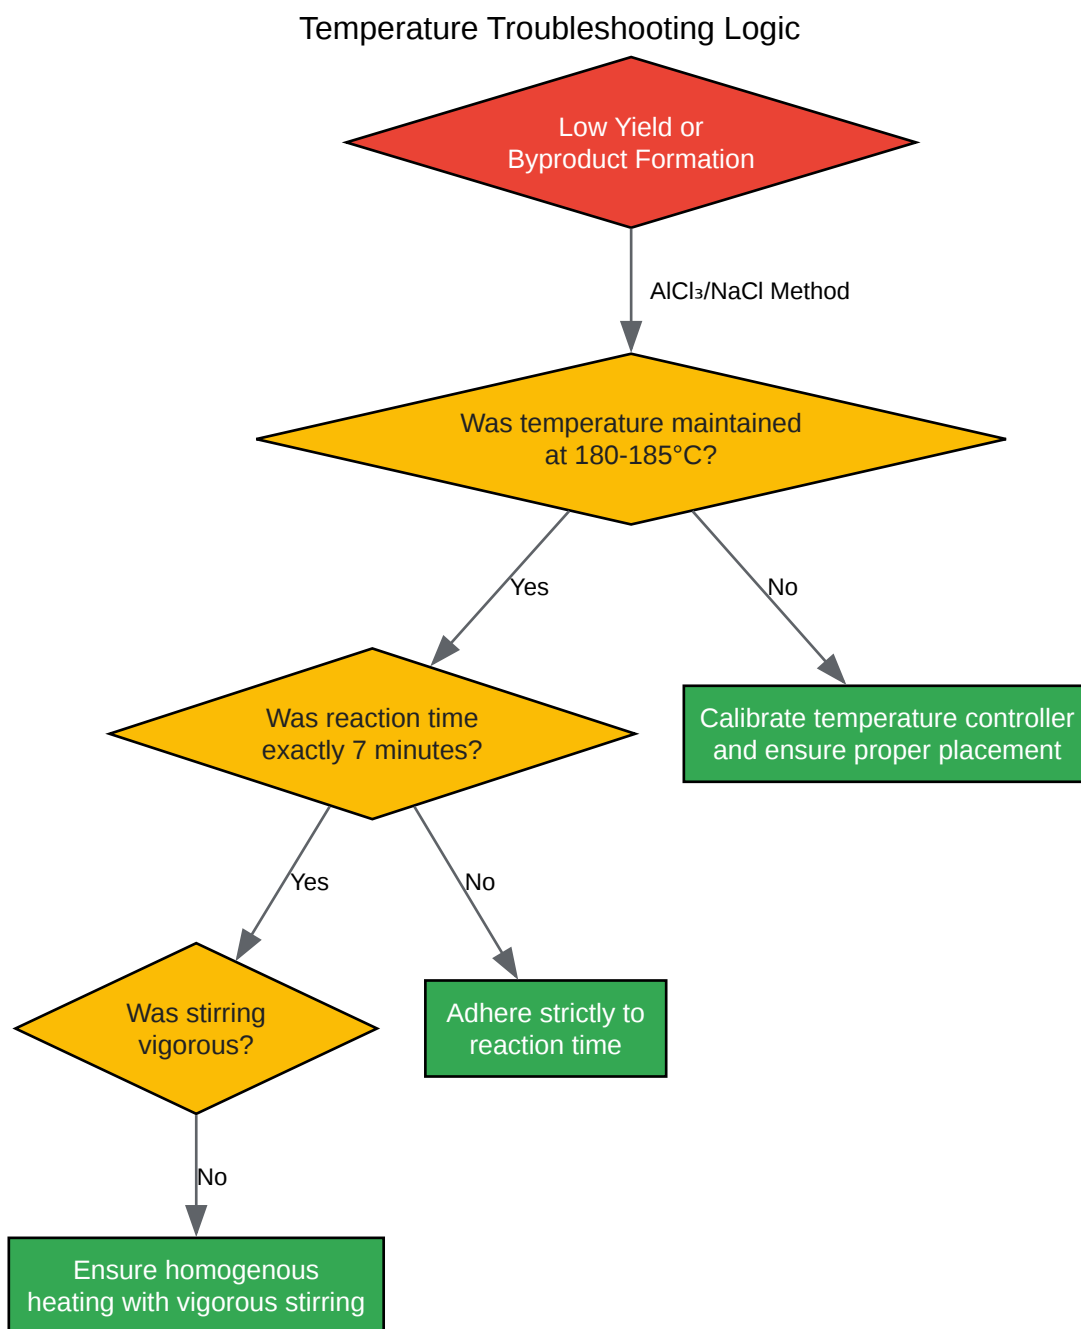 Temperature Troubleshooting Logic
Low Yield or
Byproduct Formation
AlCl₃/NaCl Method
Was temperature maintained
at 180-185°C?
Yes
No
Was reaction time
exactly 7 minutes?
Calibrate temperature controller
and ensure proper placement
Yes
No
Was stirring
vigorous?
Adhere strictly to
reaction time
No
Ensure homogenous
heating with vigorous stirring